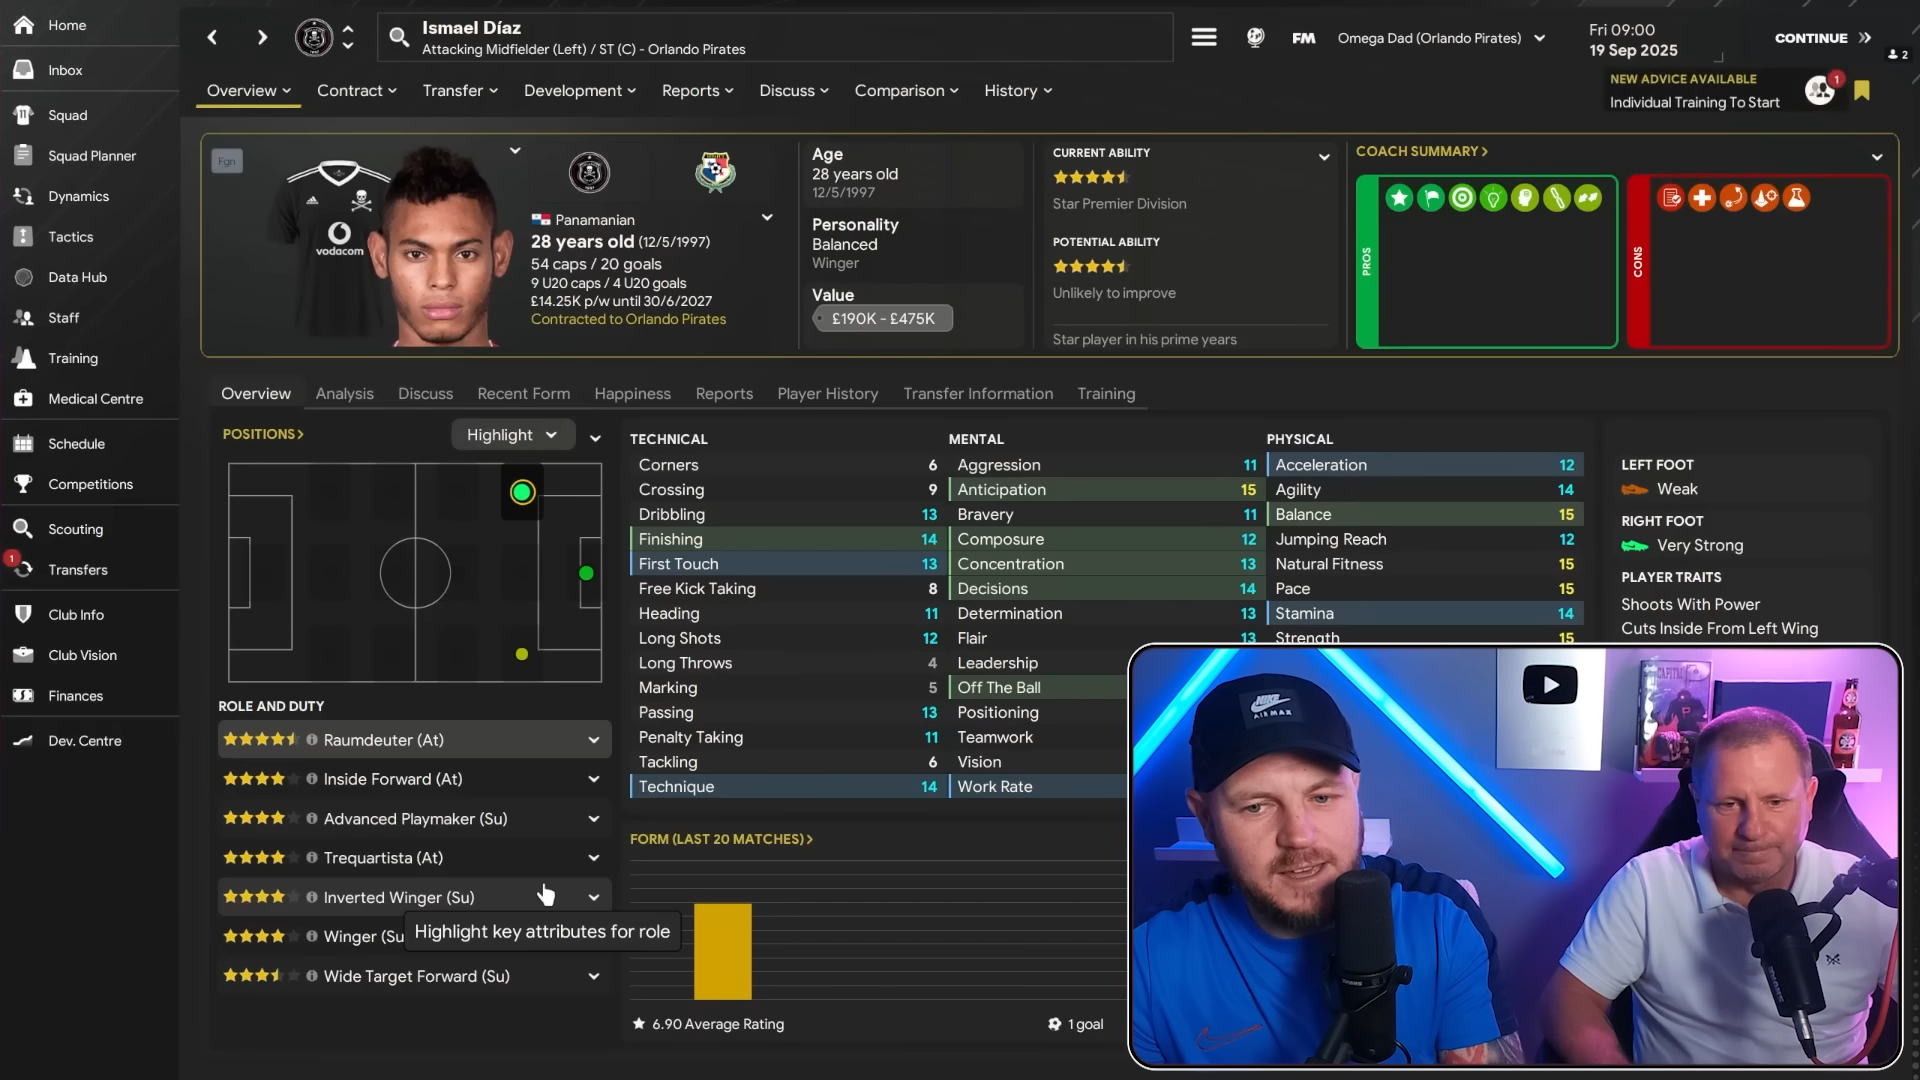 Home
Inbox
Squad
Squad Planner
Dynamics
Tactics
Data Hub
Staff
Training
Medical Centre
Schedule
Competitions
Scouting
1
Transfers
Club Info
Club Vision
Finances
Dev. Centre
Ismael Díaz
Attacking Midfielder (Left) / ST (C) - Orlando Pirates
FM
Omega Dad (Orlando Pirates)
Fri 09:00
19 Sep 2025
CONTINUE
2
Overview Contract Transfer Development Reports Discuss Comparison History
NEW ADVICE AVAILABLE
Individual Training To Start
1
Fgn
vodacom
Panamanian
28 years old (12/5/1997)
54 caps / 20 goals
9 U20 caps / 4 U20 goals
£14.25K p/w until 30/6/2027
Contracted to Orlando Pirates
Age
28 years old
12/5/1997
Personality
Balanced
Winger
Value
£190K - £475K
CURRENT ABILITY
Star Premier Division
POTENTIAL ABILITY
Unlikely to improve
Star player in his prime years
COACH SUMMARY
PROS
CONS
Overview Analysis Discuss Recent Form Happiness Reports Player History Transfer Information Training
POSITIONS
Highlight
ROLE AND DUTY
Raumdeuter (At)
Inside Forward (At)
Advanced Playmaker (Su)
Trequartista (At)
Inverted Winger (Su)
Winger (Su
Highlight key attributes for role
Wide Target Forward (Su)
TECHNICAL
Corners 6
Crossing 9
Dribbling 13
Finishing 14
First Touch 13
Free Kick Taking 8
Heading 11
Long Shots 12
Long Throws 4
Marking 5
Passing 13
Penalty Taking 11
Tackling 6
Technique 14
MENTAL
Aggression 11
Anticipation 15
Bravery 11
Composure 12
Concentration 13
Decisions 14
Determination 13
Flair 13
Leadership
Off The Ball
Positioning
Teamwork
Vision
Work Rate
PHYSICAL
Acceleration 12
Agility 14
Balance 15
Jumping Reach 12
Natural Fitness 15
Pace 15
Stamina 14
Strength 15
LEFT FOOT
Weak
RIGHT FOOT
Very Strong
PLAYER TRAITS
Shoots With Power
Cuts Inside From Left Wing
FORM (LAST 20 MATCHES)
6.90 Average Rating
1 goal
NIKE
AIRMAX